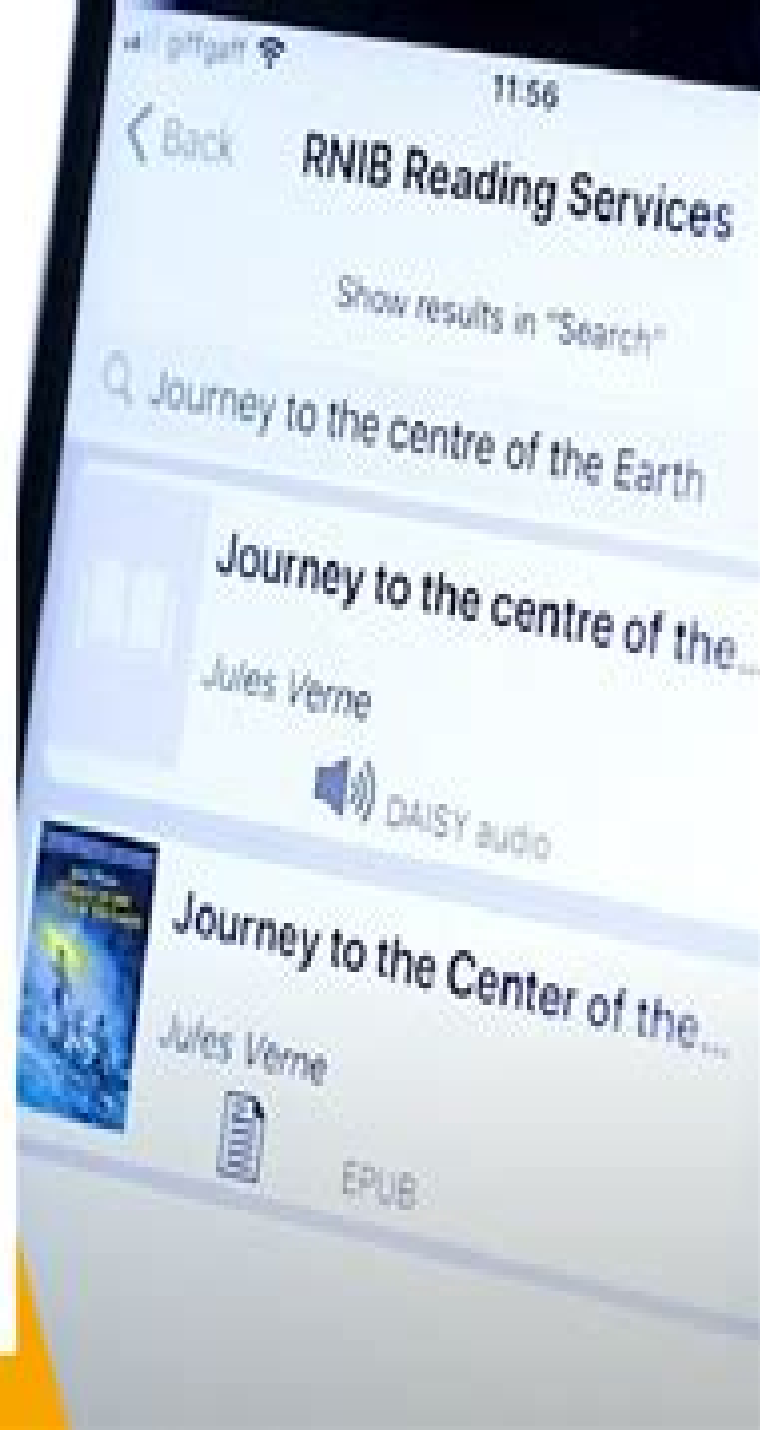 giffgaff
11:56
Back
RNIB Reading Services
Show results in "Search"
Journey to the centre of the Earth
Journey to the centre of the...
Jules Verne
DAISY audio
Journey to the Center of the...
Jules Verne
EPUB